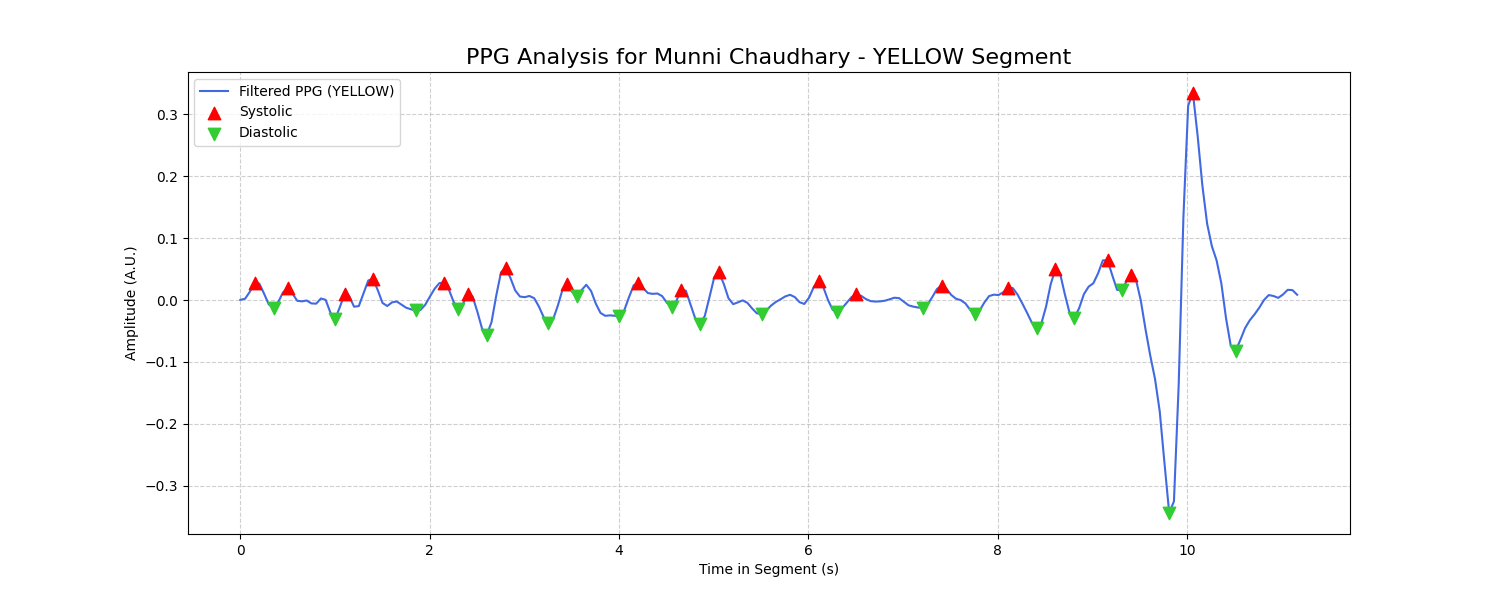 PPG Analysis for Munni Chaudhary - YELLOW Segment
Filtered PPG (YELLOW)
Systolic
Diastolic
Amplitude (A.U.)
0.3
0.2
0.1
0.0
−0.1
−0.2
−0.3
0 2 4 6 8 10
Time in Segment (s)